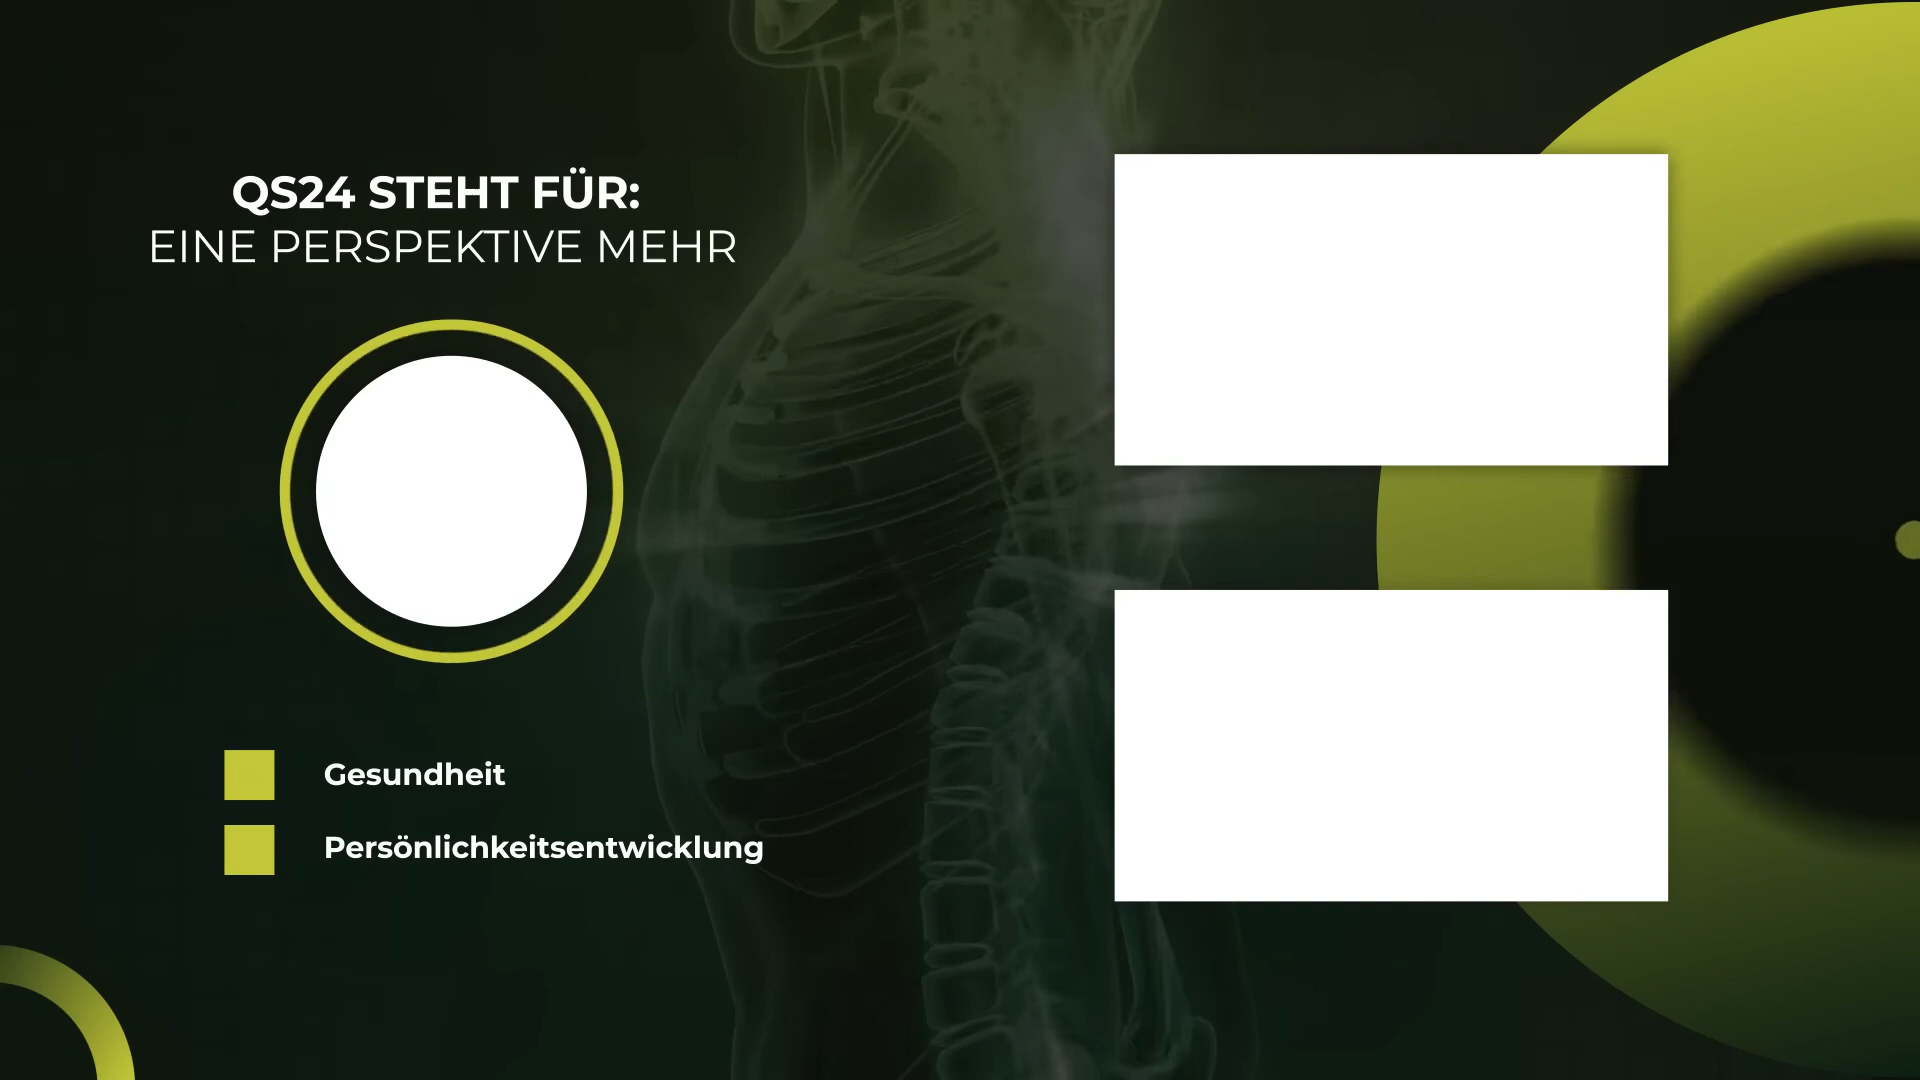 QS24 STEHT FÜR:
EINE PERSPEKTIVE MEHR
Gesundheit
Persönlichkeitsentwicklung